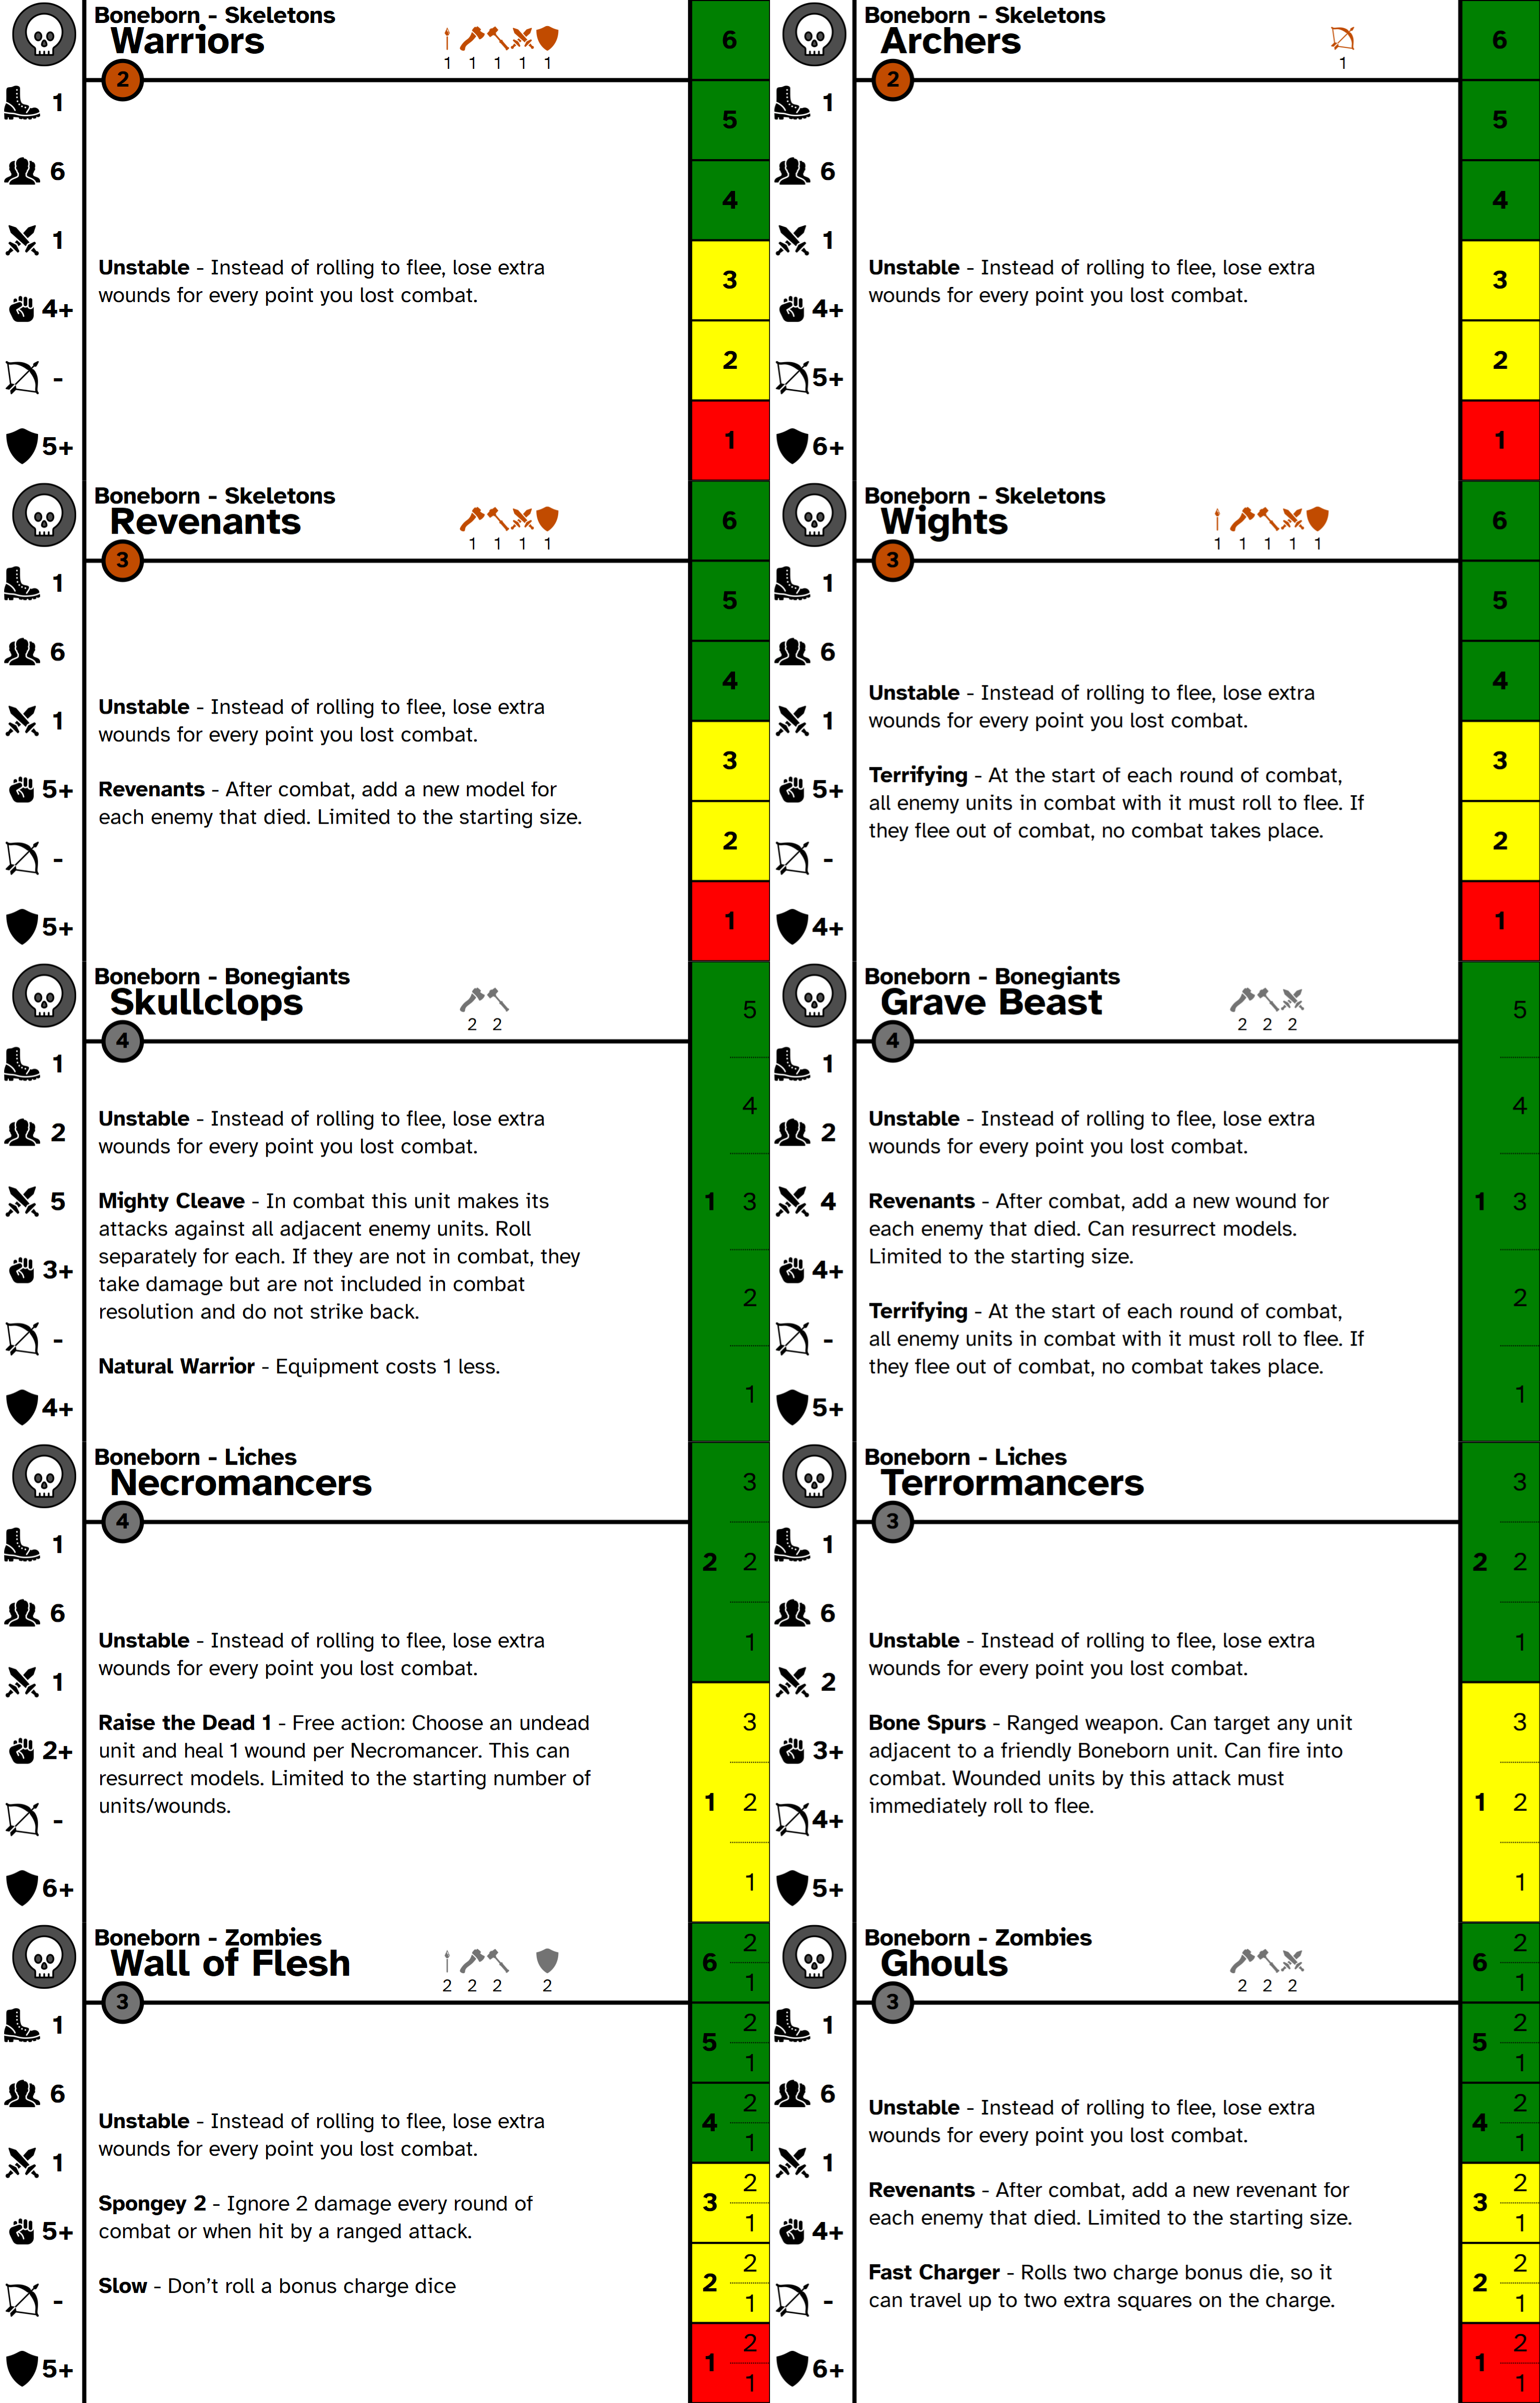 Boneborn - Skeletons
Warriors
1 1 1 1 1
2
1
6
1
4+
-
5+
Unstable - Instead of rolling to flee, lose extra
wounds for every point you lost combat.
6
5
4
3
2
1
Boneborn - Skeletons
Archers
1
2
1
6
1
4+
5+
6+
Unstable - Instead of rolling to flee, lose extra
wounds for every point you lost combat.
6
5
4
3
2
1
Boneborn - Skeletons
Revenants
1 1 1 1
3
1
6
1
5+
-
5+
Unstable - Instead of rolling to flee, lose extra
wounds for every point you lost combat.
Revenants - After combat, add a new model for
each enemy that died. Limited to the starting size.
6
5
4
3
2
1
Boneborn - Skeletons
Wights
1 1 1 1 1
3
1
6
1
5+
-
4+
Unstable - Instead of rolling to flee, lose extra
wounds for every point you lost combat.
Terrifying - At the start of each round of combat,
all enemy units in combat with it must roll to flee. If
they flee out of combat, no combat takes place.
6
5
4
3
2
1
Boneborn - Bonegiants
Skullclops
2 2
4
1
2
5
3+
-
4+
Unstable - Instead of rolling to flee, lose extra
wounds for every point you lost combat.
Mighty Cleave - In combat this unit makes its
attacks against all adjacent enemy units. Roll
separately for each. If they are not in combat, they
take damage but are not included in combat
resolution and do not strike back.
Natural Warrior - Equipment costs 1 less.
5
4
1 3
2
1
Boneborn - Bonegiants
Grave Beast
2 2 2
4
1
2
4
4+
-
5+
Unstable - Instead of rolling to flee, lose extra
wounds for every point you lost combat.
Revenants - After combat, add a new wound for
each enemy that died. Can resurrect models.
Limited to the starting size.
Terrifying - At the start of each round of combat,
all enemy units in combat with it must roll to flee. If
they flee out of combat, no combat takes place.
5
4
1 3
2
1
Boneborn - Liches
Necromancers
4
1
6
1
2+
-
6+
Unstable - Instead of rolling to flee, lose extra
wounds for every point you lost combat.
Raise the Dead 1 - Free action: Choose an undead
unit and heal 1 wound per Necromancer. This can
resurrect models. Limited to the starting number of
units/wounds.
3
2 2
1
3
1 2
1
Boneborn - Liches
Terrormancers
3
1
6
2
3+
4+
5+
Unstable - Instead of rolling to flee, lose extra
wounds for every point you lost combat.
Bone Spurs - Ranged weapon. Can target any unit
adjacent to a friendly Boneborn unit. Can fire into
combat. Wounded units by this attack must
immediately roll to flee.
3
2 2
1
3
1 2
1
Boneborn - Zombies
Wall of Flesh
2 2 2 2
3
1
6
1
5+
-
5+
Unstable - Instead of rolling to flee, lose extra
wounds for every point you lost combat.
Spongey 2 - Ignore 2 damage every round of
combat or when hit by a ranged attack.
Slow - Don't roll a bonus charge dice
6 2
1
5 2
1
4 2
1
3 2
1
2 2
1
1 2
1
Boneborn - Zombies
Ghouls
2 2 2
3
1
6
1
4+
-
6+
Unstable - Instead of rolling to flee, lose extra
wounds for every point you lost combat.
Revenants - After combat, add a new revenant for
each enemy that died. Limited to the starting size.
Fast Charger - Rolls two charge bonus die, so it
can travel up to two extra squares on the charge.
6 2
1
5 2
1
4 2
1
3 2
1
2 2
1
1 2
1